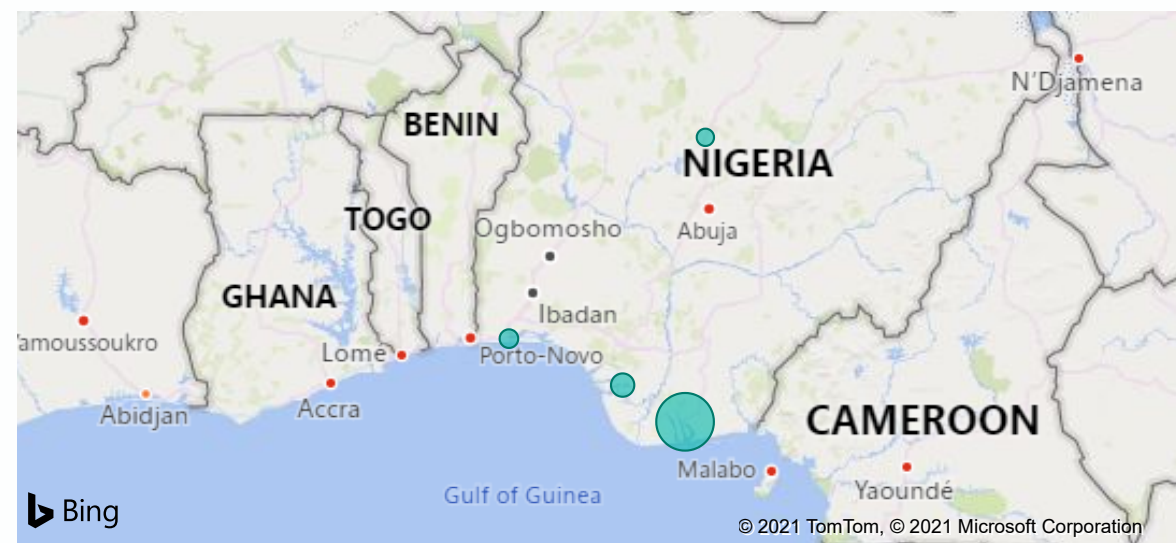 N'Djamena
BENIN
NIGERIA
TOGO
Ogbomosho
Abuja
GHANA
Ibadan
amoussoukro
Lomé
Porto-Novo
Abidjan
Accra
CAMEROON
Malabo
Yaoundé
Gulf of Guinea
Bing
© 2021 TomTom, © 2021 Microsoft Corporation